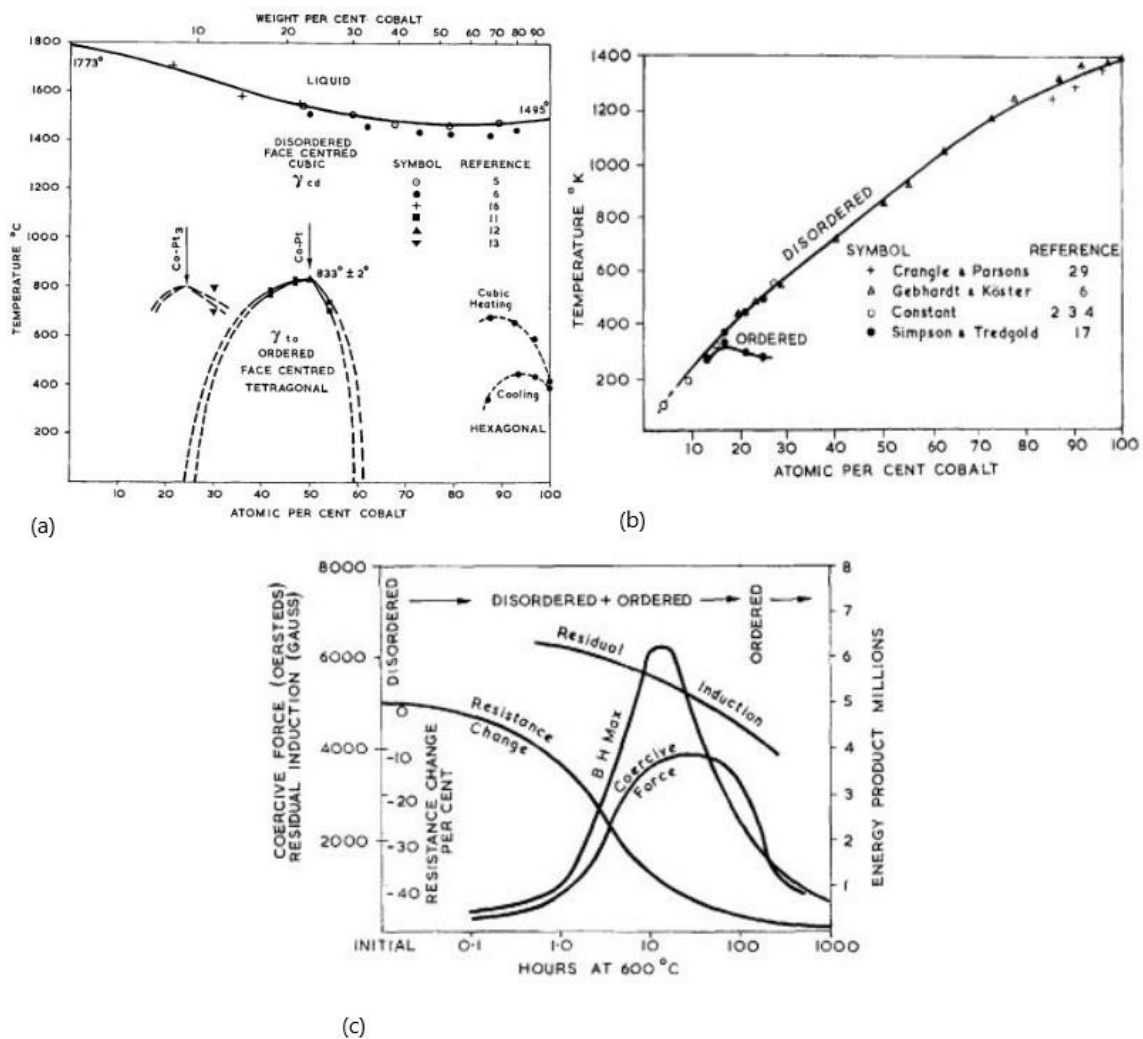 WEIGHT PER CENT COBALT
10 20 30 40 50 60 70 80 90
1800
1600
1400
1200
1000
800
600
400
200
TEMPERATURE °C
1773°
LIQUID
1495°
DISORDERED
FACE CENTRED
CUBIC
γcd
SYMBOL REFERENCE
5
6
16
11
12
13
Co-Pt3
Co-Pt
833° ± 2°
γto
ORDERED
FACE CENTRED
TETRAGONAL
Cubic
Heating
Cooling
HEXAGONAL
10 20 30 40 50 60 70 80 90 100
ATOMIC PER CENT COBALT
(a)
1400
1200
1000
800
600
400
200
TEMPERATURE °K
DISORDERED
ORDERED
SYMBOL REFERENCE
+ Crangle & Parsons 29
Gebhardt & Köster 6
Constant 2 3 4
Simpson & Tredgold 17
10 20 30 40 50 60 70 80 90 100
ATOMIC PER CENT COBALT
(b)
COERCIVE FORCE (OERSTEDS)
RESIDUAL INDUCTION (GAUSS)
8000
6000
4000
2000
DISORDERED
DISORDERED + ORDERED
ORDERED
O
-10
-20
-30
-40
RESISTANCE CHANGE
PER CENT
Residual
Induction
Resistance
Change
B H Max
Coercive
Force
8
7
6
5
4
3
2
1
ENERGY PRODUCT MILLIONS
INITIAL 0·1 1·0 10 100 1000
HOURS AT 600°C
(c)